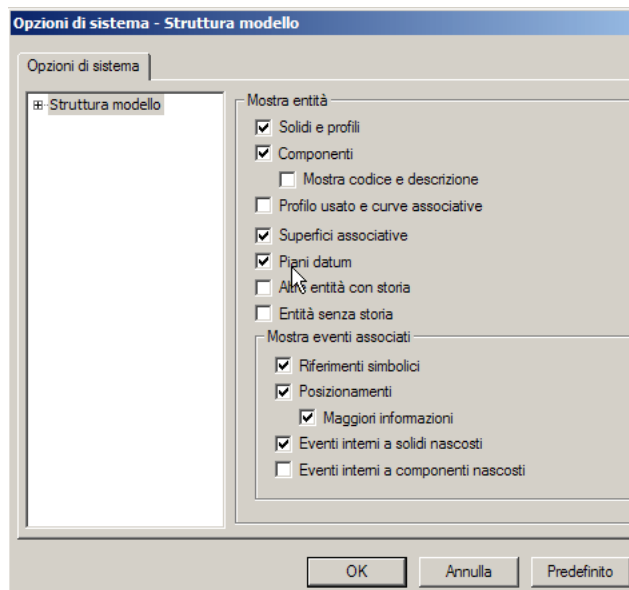 Opzioni di sistema - Struttura modello
Opzioni di sistema
Struttura modello
Mostra entità
Solidi e profili
Componenti
Mostra codice e descrizione
Profilo usato e curve associative
Superfici associative
Piani datum
Altre entità con storia
Entità senza storia
Mostra eventi associati
Riferimenti simbolici
Posizionamenti
Maggiori informazioni
Eventi interni a solidi nascosti
Eventi interni a componenti nascosti
OK
Annulla
Predefinito